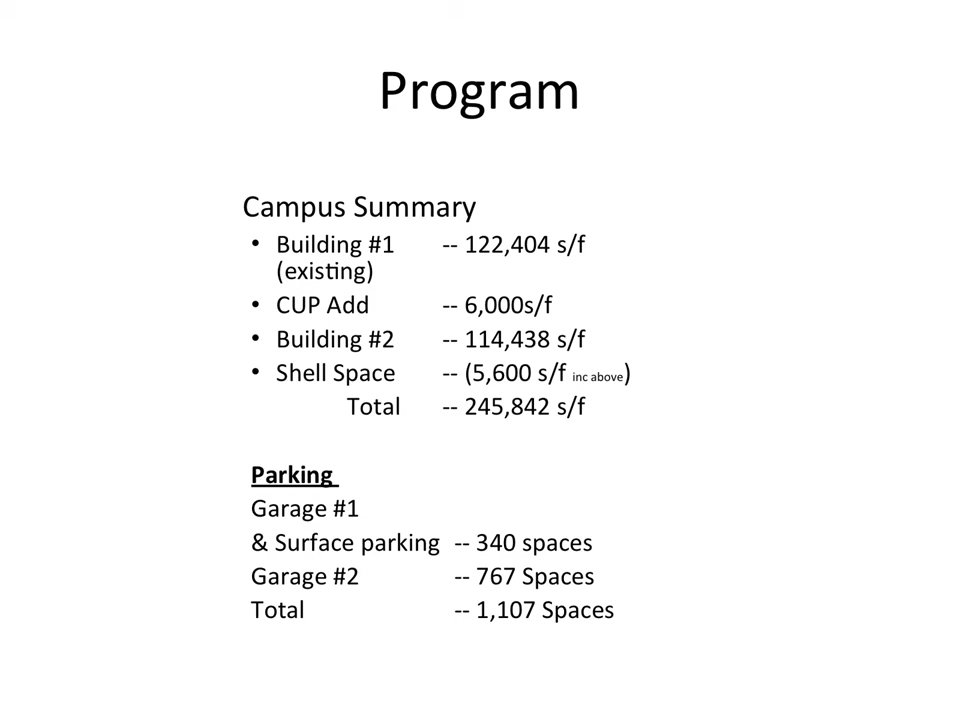 Program
Campus Summary
• Building #1 -- 122,404 s/f
(existing)
• CUP Add -- 6,000s/f
• Building #2 -- 114,438 s/f
• Shell Space -- (5,600 s/f inc above)
Total -- 245,842 s/f
Parking
Garage #1
& Surface parking -- 340 spaces
Garage #2 -- 767 Spaces
Total -- 1,107 Spaces